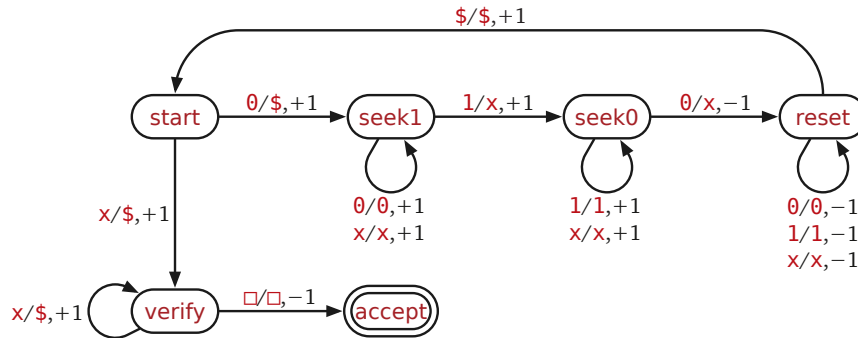 $/$,+1
start
0/$,+1
seek1
1/x,+1
seek0
0/x,−1
reset
0/0,+1
x/x,+1
1/1,+1
x/x,+1
0/0,−1
1/1,−1
x/x,−1
x/$,+1
x/$,+1
verify
□/□,−1
accept